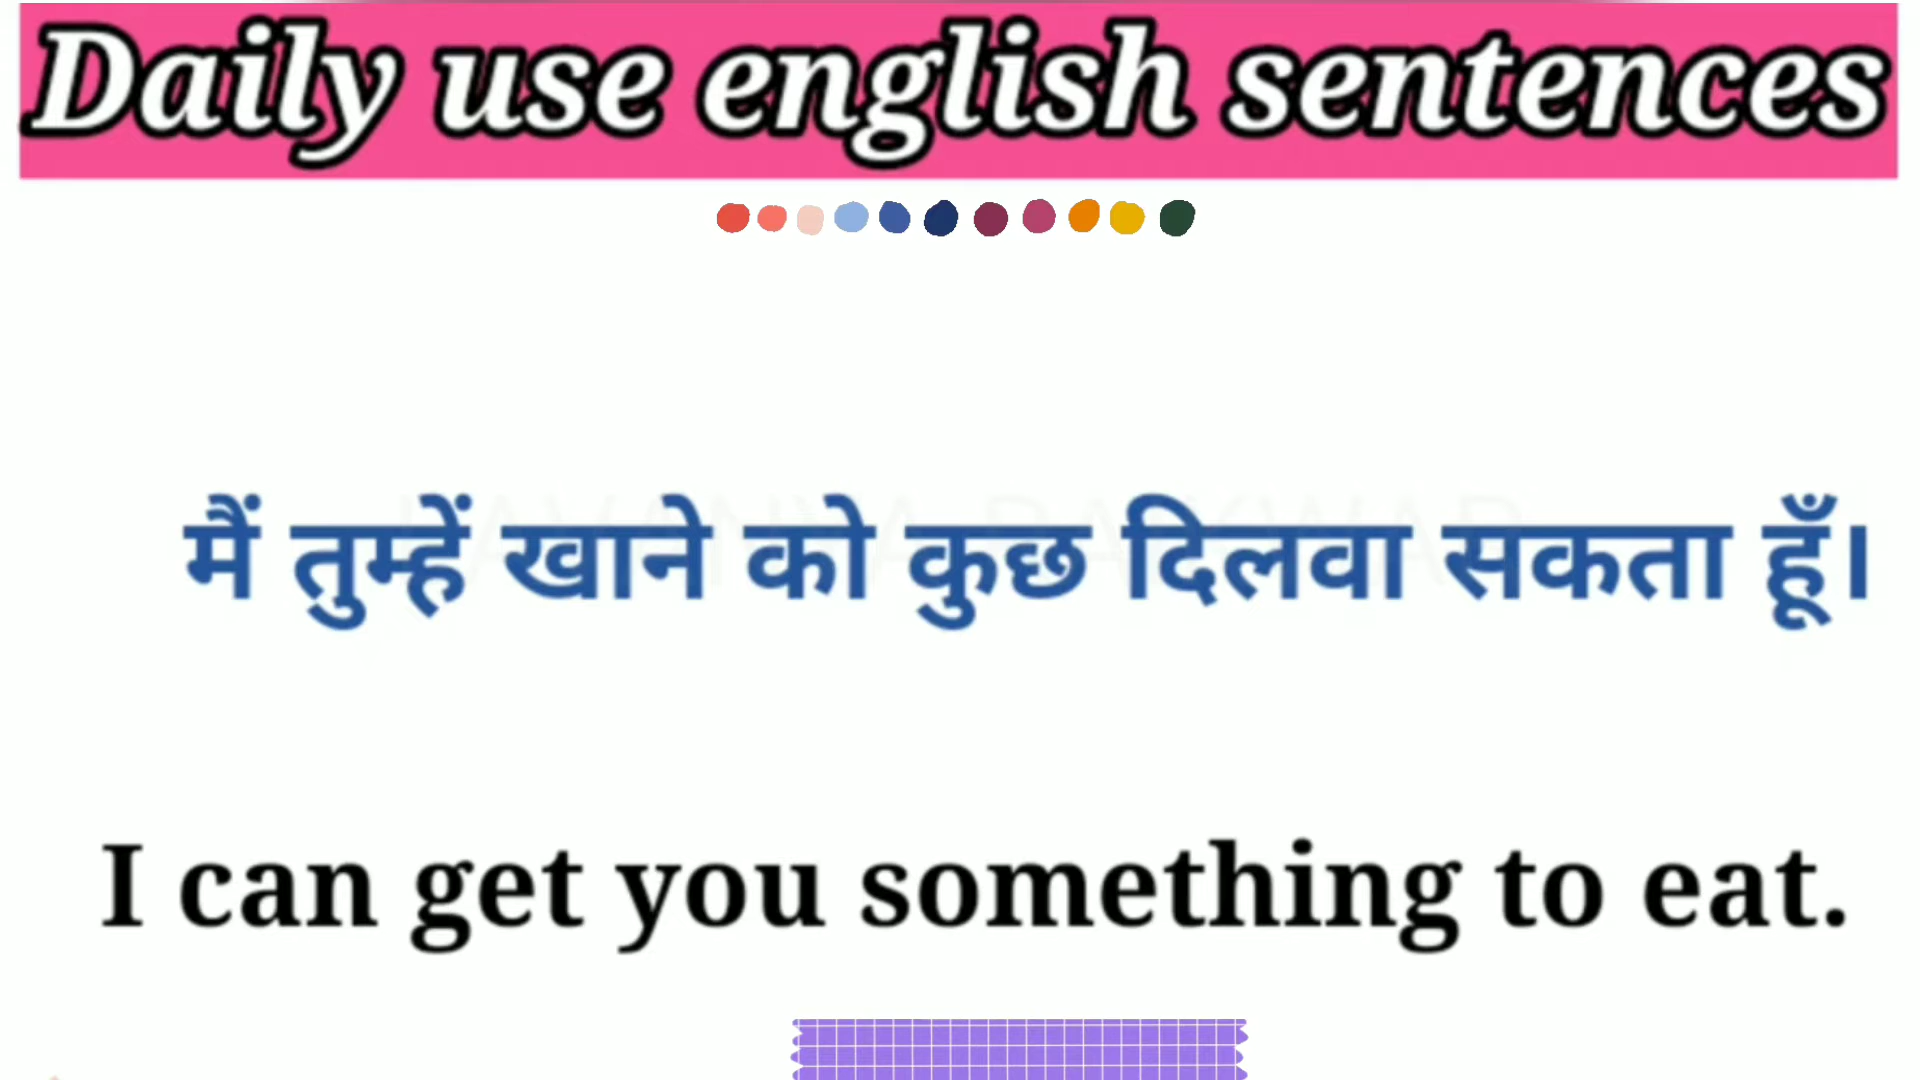 Daily use english sentences
मैं तुम्हें खाने को कुछ दिलवा सकता हूँ।
I can get you something to eat.